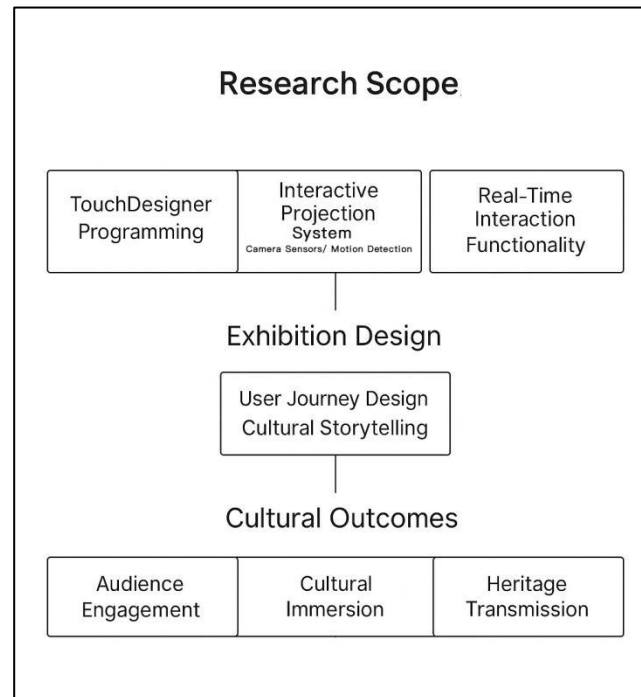 Research Scope
TouchDesigner
Programming
Interactive
Projection
System
Camera Sensors/ Motion Detection
Real-Time
Interaction
Functionality
Exhibition Design
User Journey Design
Cultural Storytelling
Cultural Outcomes
Audience
Engagement
Cultural
Immersion
Heritage
Transmission